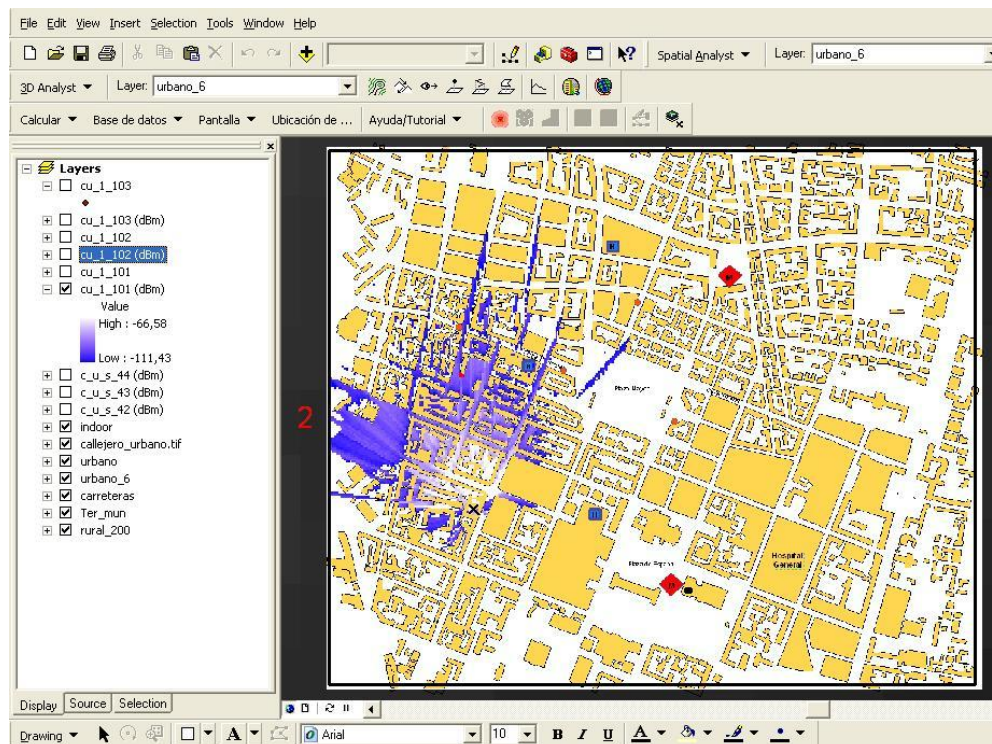 File Edit View Insert Selection Tools Window Help
Spatial Analyst Layer: urbano_6
3D Analyst Layer: urbano_6
Calcular Base de datos Pantalla Ubicación de ... Ayuda/Tutorial
Layers
cu_1_103
cu_1_103 (dBm)
cu_1_102
cu_1_102 (dBm)
cu_1_101
cu_1_101 (dBm)
Value
High : -66,58
Low : -111,43
c_u_s_44 (dBm)
c_u_s_43 (dBm)
c_u_s_42 (dBm)
indoor
callejero_urbano.tif
urbano
urbano_6
carreteras
Ter_mun
rural_200
2
Plaza Mayor
Hospital
General
Display Source Selection
Drawing A Arial 10 B I U A